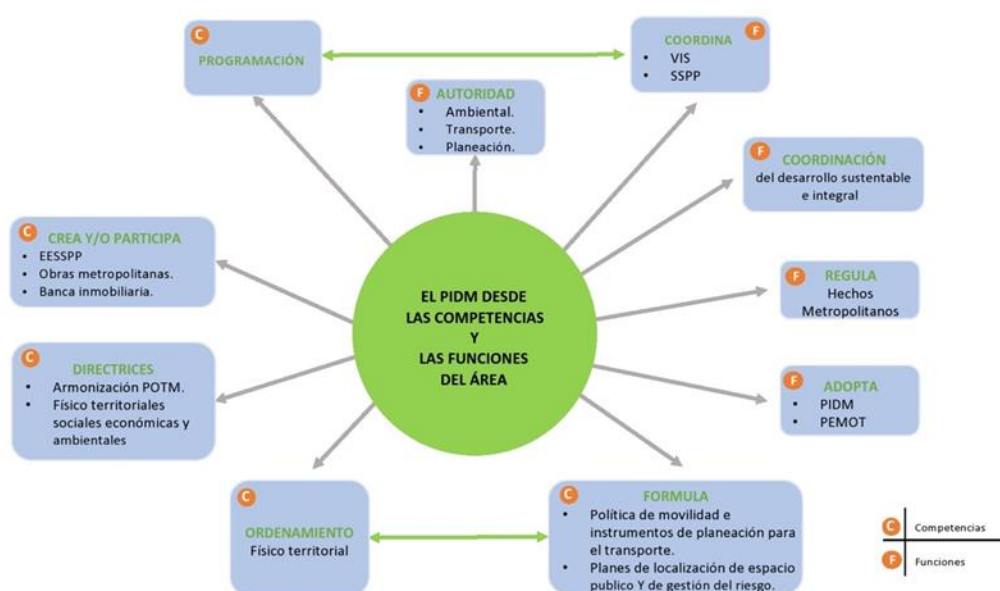 C
PROGRAMACIÓN
COORDINA
F
• VIS
• SSPP
F
AUTORIDAD
• Ambiental.
• Transporte.
• Planeación.
F
COORDINACIÓN
del desarrollo sustentable
e integral
C
CREA Y/O PARTICIPA
• EESSPP
• Obras metropolitanas.
• Banca inmobiliaria.
F
REGULA
Hechos
Metropolitanos
EL PIDM DESDE
LAS COMPETENCIAS
Y
LAS FUNCIONES
DEL ÁREA
C
DIRECTRICES
• Armonización POTM.
• Físico territoriales
sociales económicas y
ambientales
F
ADOPTA
• PIDM
• PEMOT
C
ORDENAMIENTO
Físico territorial
C
FORMULA
• Política de movilidad e
instrumentos de planeación para
el transporte.
• Planes de localización de espacio
publico Y de gestión del riesgo.
C Competencias
F Funciones